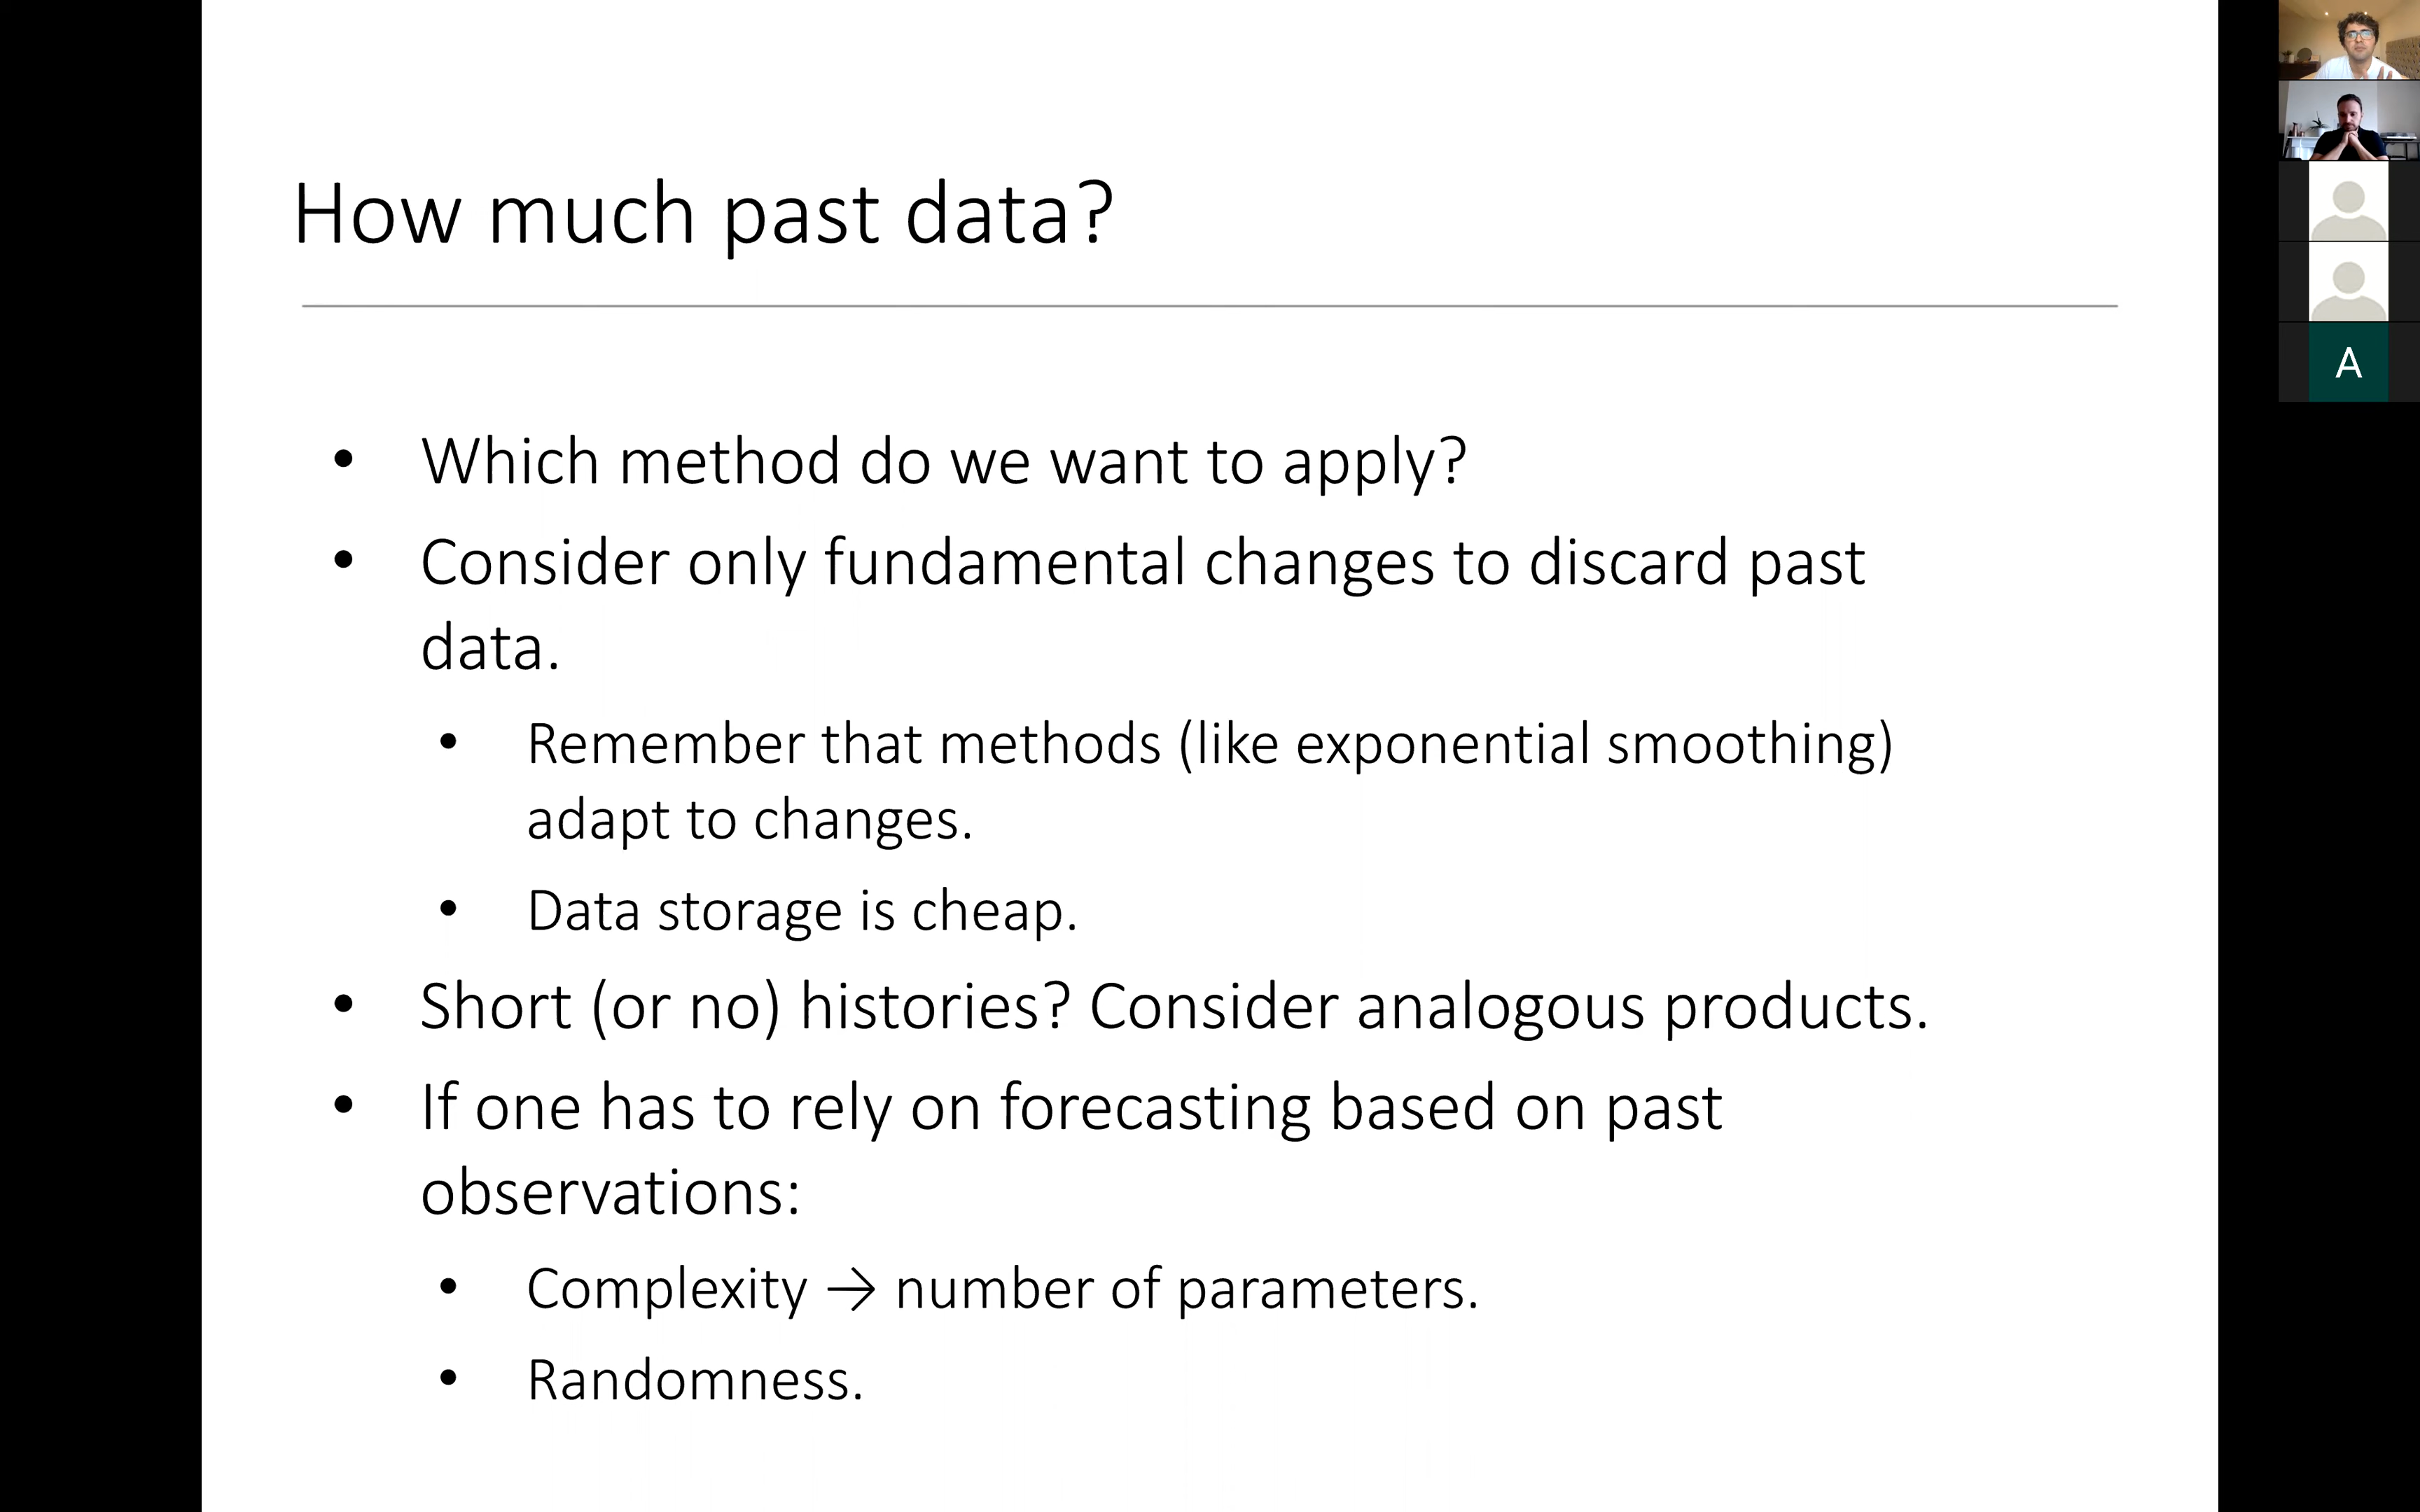 How much past data?
• Which method do we want to apply?
• Consider only fundamental changes to discard past
data.
• Remember that methods (like exponential smoothing)
adapt to changes.
• Data storage is cheap.
• Short (or no) histories? Consider analogous products.
• If one has to rely on forecasting based on past
observations:
• Complexity → number of parameters.
• Randomness.
A